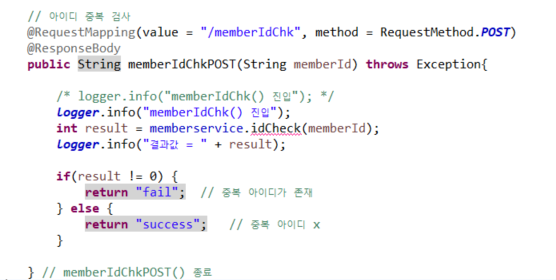 // 아이디 중복 검사
@RequestMapping(value = "/memberIdChk", method = RequestMethod.POST)
@ResponseBody
public String memberIdChkPOST(String memberId) throws Exception{
/* logger.info("memberIdChk() 진입"); */
logger.info("memberIdChk() 진입");
int result = memberservice.idCheck(memberId);
logger.info("결과값 = " + result);
if(result != 0) {
return "fail";  // 중복 아이디가 존재
} else {
return "success";   // 중복 아이디 x
}
} // memberIdChkPOST() 종료